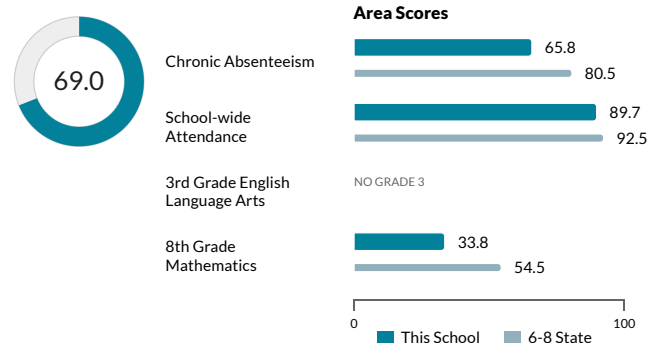 Area Scores
69.0
Chronic Absenteeism
65.8
80.5
School-wide
Attendance
89.7
92.5
3rd Grade English
Language Arts
NO GRADE 3
8th Grade
Mathematics
33.8
54.5
0
100
This School
6-8 State